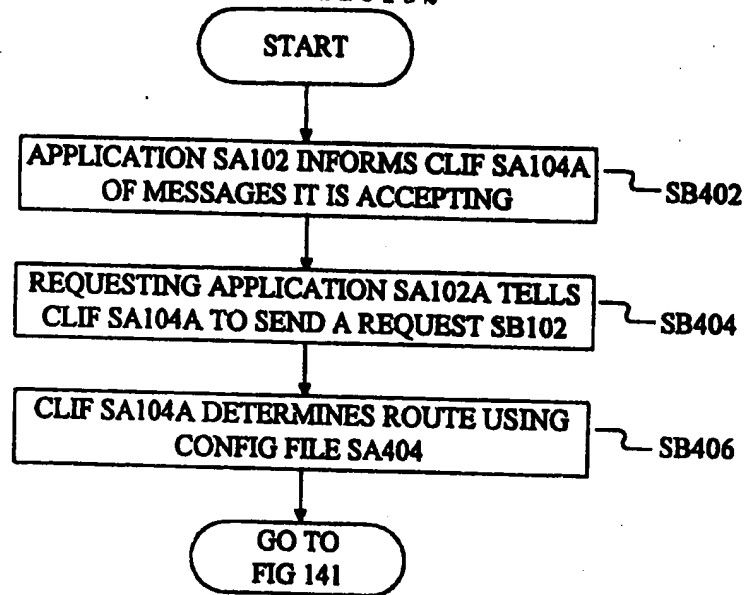 START
APPLICATION SA102 INFORMS CLIF SA104A
OF MESSAGES IT IS ACCEPTING
SB402
REQUESTING APPLICATION SA102A TELLS
CLIF SA104A TO SEND A REQUEST SB102
SB404
CLIF SA104A DETERMINES ROUTE USING
CONFIG FILE SA404
SB406
GO TO
FIG 141